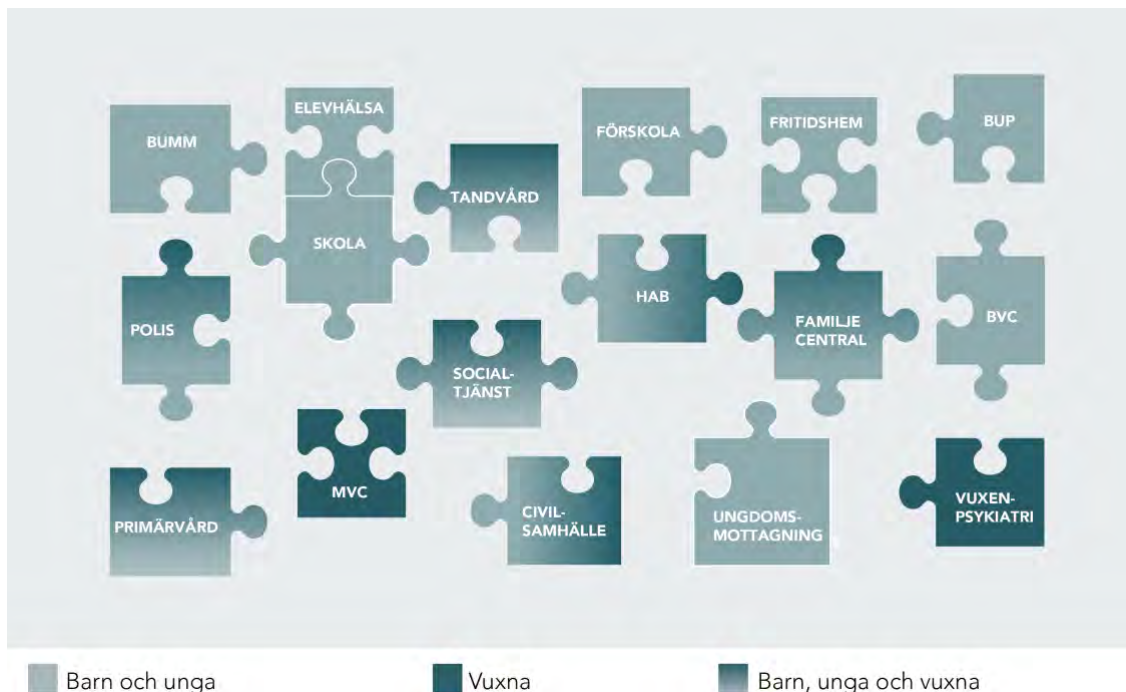 ELEVHÄLSA
BUMM
FÖRSKOLA
FRITIDSHEM
BUP
TANDVÅRD
SKOLA
POLIS
HAB
FAMILJE
CENTRAL
BVC
SOCIAL-
TJÄNST
MVC
PRIMÄRVÅRD
CIVIL-
SAMHÄLLE
UNGDOMS-
MOTTAGNING
VUXEN-
PSYKIATRI
Barn och unga
Vuxna
Barn, unga och vuxna